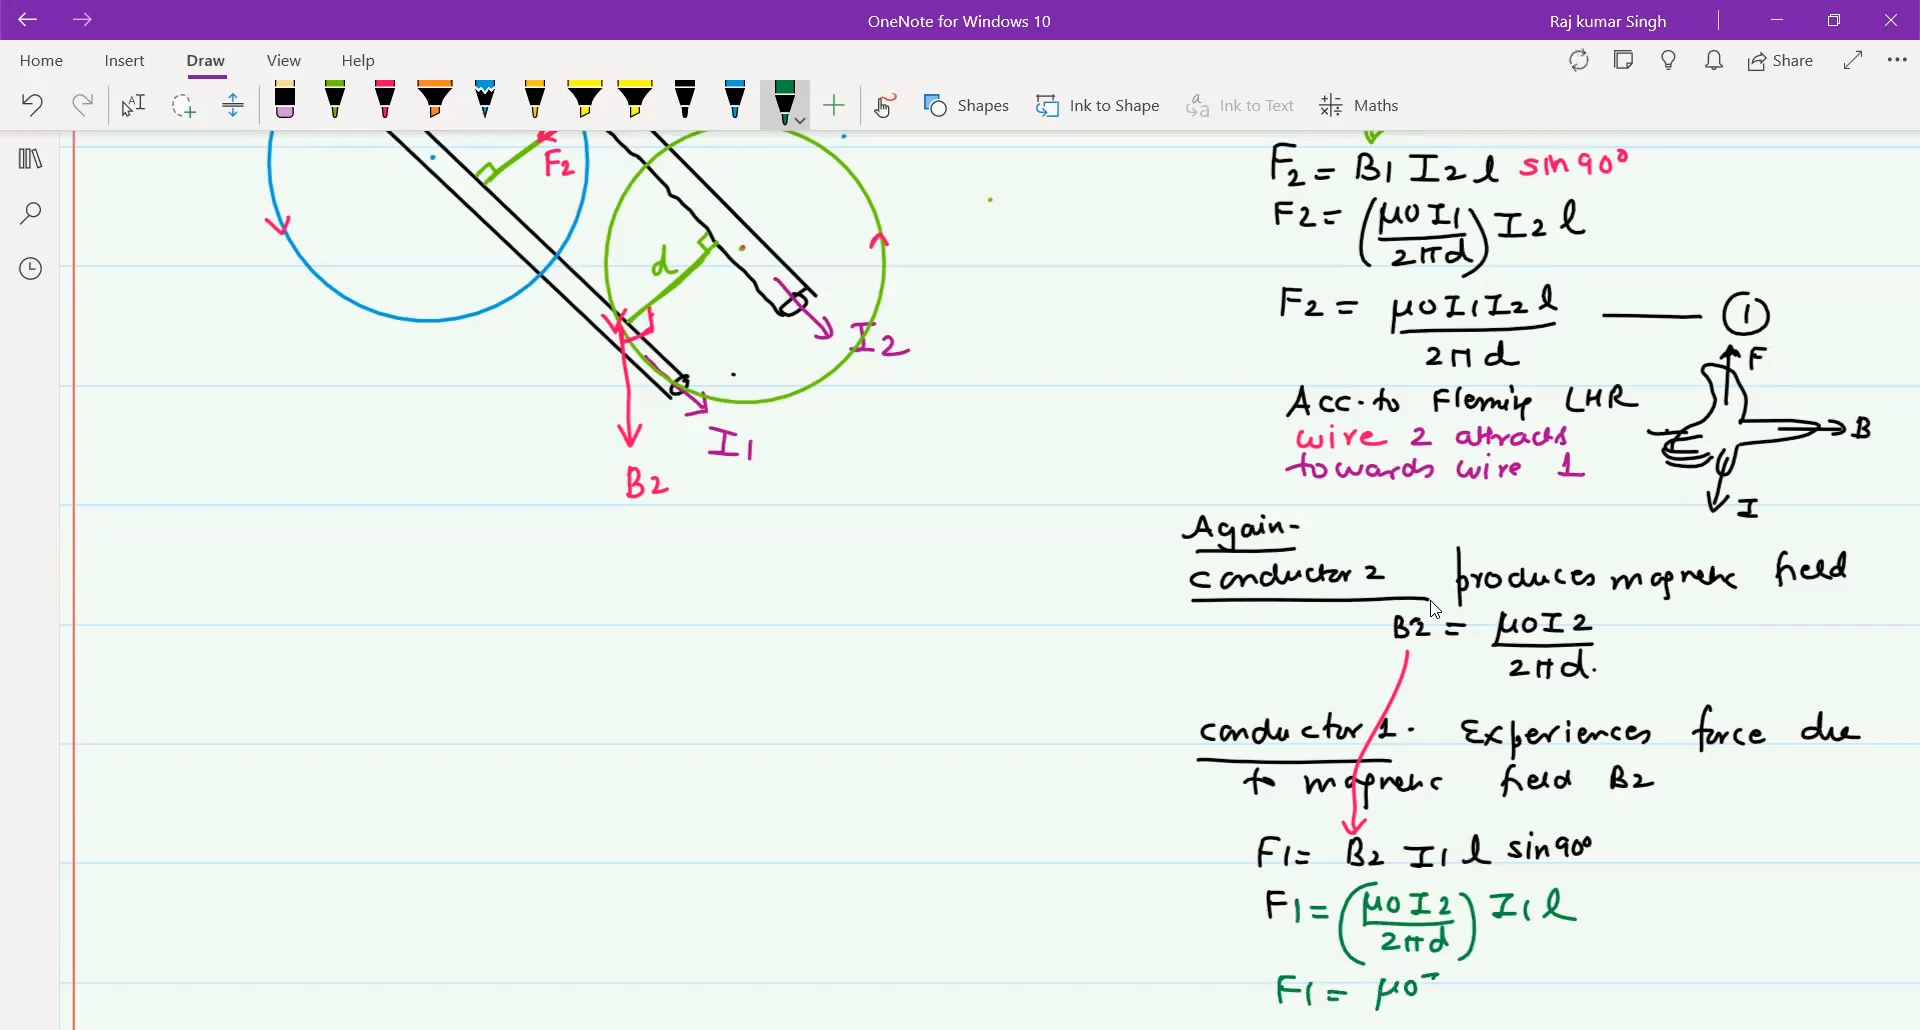 OneNote for Windows 10
Raj kumar Singh
Home Insert Draw View Help
Share
Shapes Ink to Shape Ink to Text Maths
F2
d
I2
I1
B2
F2 = B1 I2 l sin 90°
F2 = (μ0 I1 / 2πd) I2 l
F2 = μ0 I1 I2 l / 2πd —— ①
F
Acc. to Fleming LHR
B
wire 2 attracts
towards wire 1
I
Again-
conductor 2 produces magnetic field
B2 = μ0 I2 / 2πd.
conductor 1. Experiences force due
to magnetic field B2
F1 = B2 I1 l sin 90°
F1 = (μ0 I2 / 2πd) I1 l
F1 = μ0